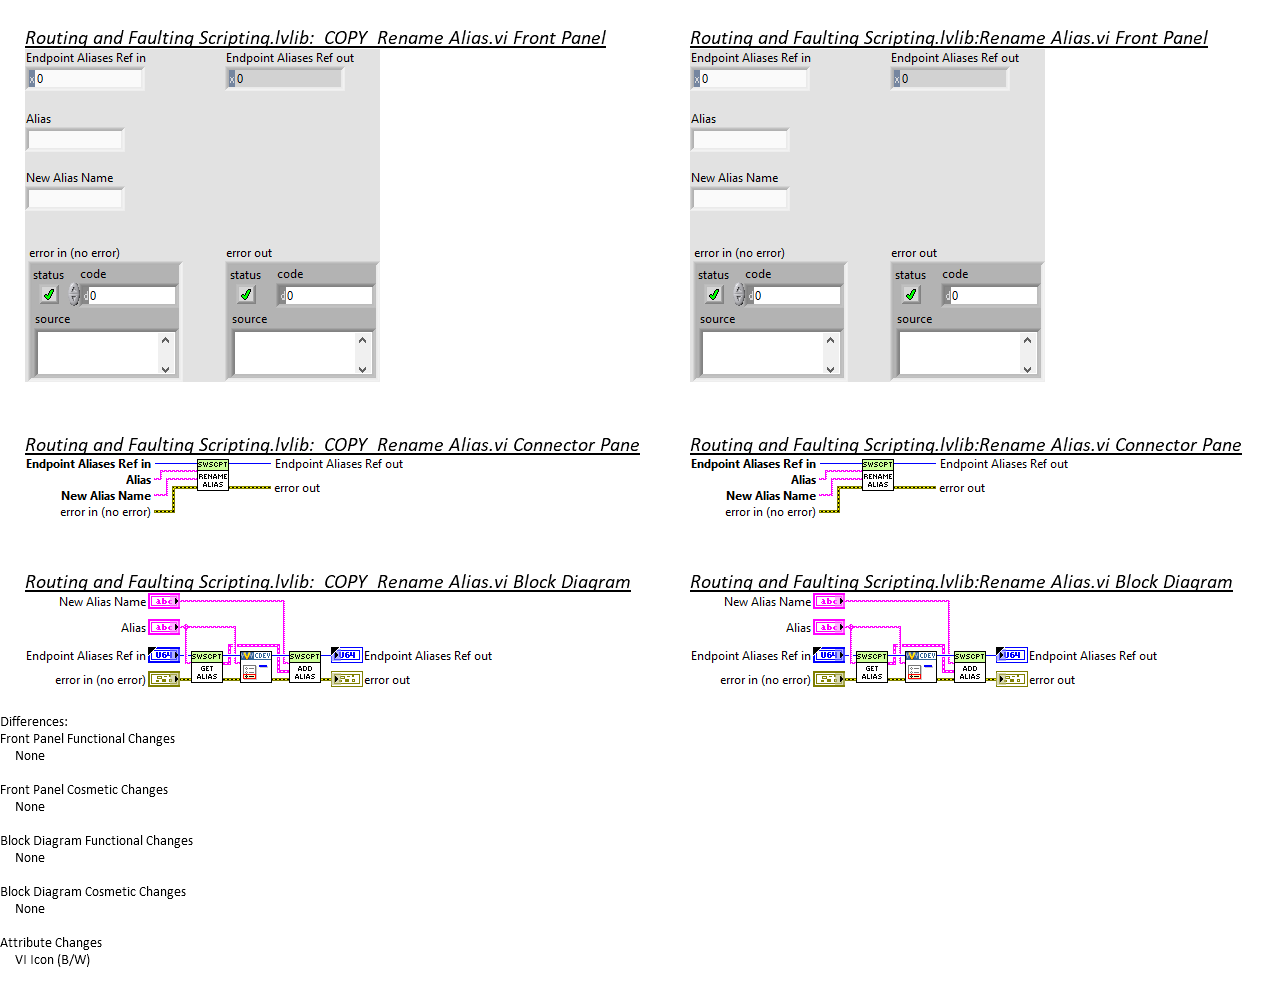 Routing and Faulting Scripting.lvlib:_COPY_Rename Alias.vi Front Panel
Endpoint Aliases Ref in
Endpoint Aliases Ref out
x 0
x 0
Alias
New Alias Name
error in (no error)
error out
status
code
status
code
d 0
d 0
source
source
Routing and Faulting Scripting.lvlib:Rename Alias.vi Front Panel
Endpoint Aliases Ref in
Endpoint Aliases Ref out
x 0
x 0
Alias
New Alias Name
error in (no error)
error out
status
code
status
code
d 0
d 0
source
source
Routing and Faulting Scripting.lvlib:_COPY_Rename Alias.vi Connector Pane
Endpoint Aliases Ref in
Alias
New Alias Name
error in (no error)
SWSCPT
RENAME
ALIAS
Endpoint Aliases Ref out
error out
Routing and Faulting Scripting.lvlib:Rename Alias.vi Connector Pane
Endpoint Aliases Ref in
Alias
New Alias Name
error in (no error)
SWSCPT
RENAME
ALIAS
Endpoint Aliases Ref out
error out
Routing and Faulting Scripting.lvlib:_COPY_Rename Alias.vi Block Diagram
New Alias Name
abc
Alias
abc
Endpoint Aliases Ref in
U64
error in (no error)
SWSCPT
GET
ALIAS
CDEV
SWSCPT
ADD
ALIAS
U64
Endpoint Aliases Ref out
error out
Routing and Faulting Scripting.lvlib:Rename Alias.vi Block Diagram
New Alias Name
abc
Alias
abc
Endpoint Aliases Ref in
U64
error in (no error)
SWSCPT
GET
ALIAS
CDEV
SWSCPT
ADD
ALIAS
U64
Endpoint Aliases Ref out
error out
Differences:
Front Panel Functional Changes
None
Front Panel Cosmetic Changes
None
Block Diagram Functional Changes
None
Block Diagram Cosmetic Changes
None
Attribute Changes
VI Icon (B/W)